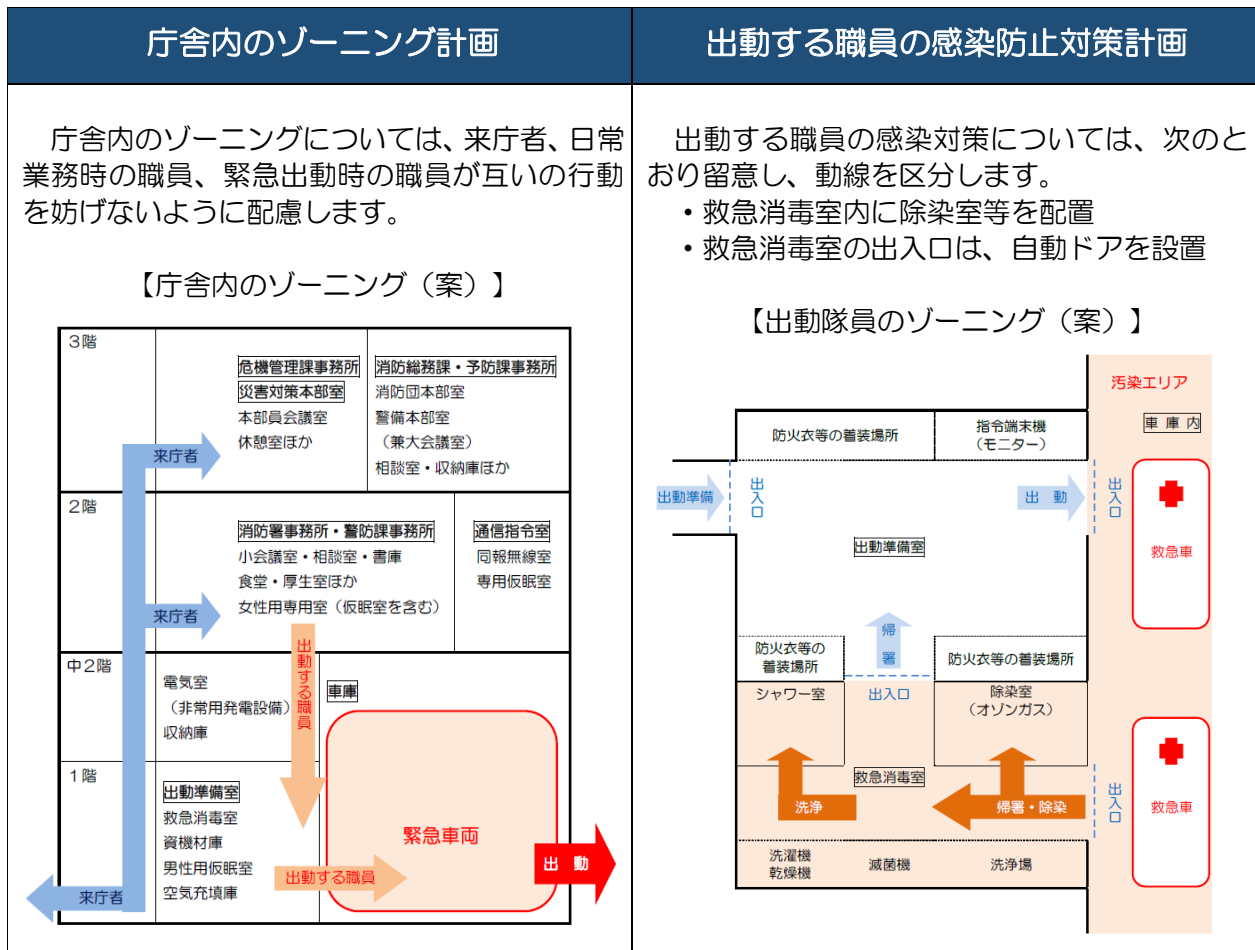 庁舎内のゾーニング計画
庁舎内のゾーニングについては、来庁者、日常
業務時の職員、緊急出動時の職員が互いの行動
を妨げないように配慮します。
【庁舎内のゾーニング（案）】
3階
危機管理課事務所
災害対策本部室
本部員会議室
休憩室ほか
消防総務課・予防課事務所
消防団本部室
警備本部室
（兼大会議室）
相談室・収納庫ほか
来庁者
2階
消防署事務所・警防課事務所
小会議室・相談室・書庫
食堂・厚生室ほか
女性用専用室（仮眠室を含む）
通信指令室
同報無線室
専用仮眠室
来庁者
出動する職員
中2階
電気室
（非常用発電設備）
収納庫
車庫
1階
出動準備室
救急消毒室
資機材庫
男性用仮眠室
空気充填庫
出動する職員
緊急車両
出 動
来庁者
出動する職員の感染防止対策計画
出動する職員の感染対策については、次のと
おり留意し、動線を区分します。
・救急消毒室内に除染室等を配置
・救急消毒室の出入口は、自動ドアを設置
【出動隊員のゾーニング（案）】
汚染エリア
車 庫 内
防火衣等の着装場所
指令端末機
（モニター）
出動準備
出入口
出 動
出入口
救急車
出動準備室
帰署
防火衣等の
着装場所
防火衣等の着装場所
シャワー室
出入口
除染室
（オゾンガス）
救急消毒室
洗浄
帰署・除染
出入口
救急車
洗濯機
乾燥機
滅菌機
洗浄場